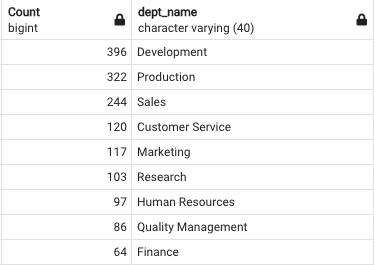 Count dept_name
bigint character varying (40)
396 Development
322 Production
244 Sales
120 Customer Service
117 Marketing
103 Research
97 Human Resources
86 Quality Management
64 Finance